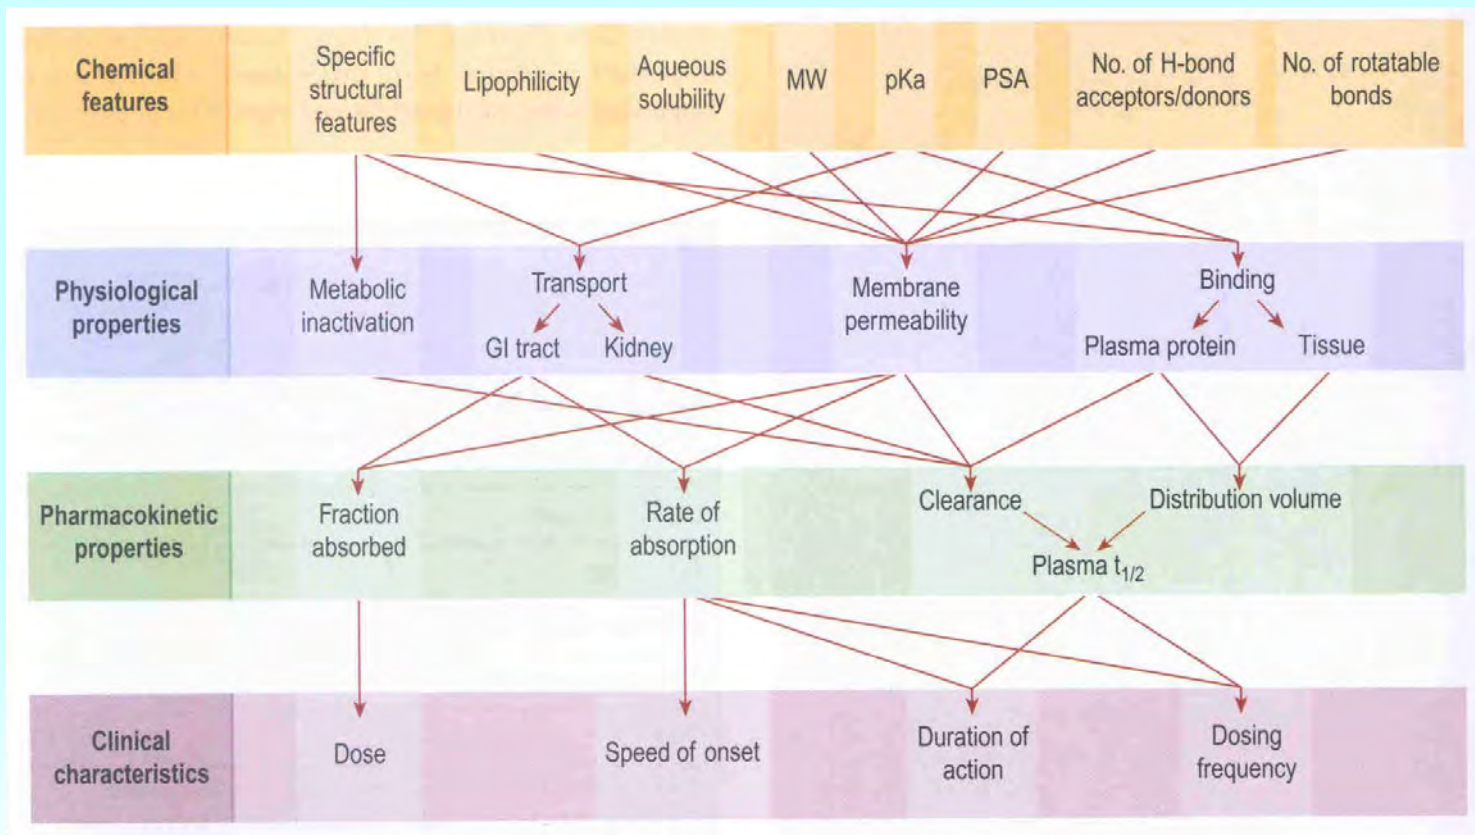 Chemical
features
Specific
structural
features
Lipophilicity
Aqueous
solubility
MW
pKa
PSA
No. of H-bond
acceptors/donors
No. of rotatable
bonds
Physiological
properties
Metabolic
inactivation
Transport
GI tract
Kidney
Membrane
permeability
Binding
Plasma protein
Tissue
Pharmacokinetic
properties
Fraction
absorbed
Rate of
absorption
Clearance
Distribution volume
Plasma t1/2
Clinical
characteristics
Dose
Speed of onset
Duration of
action
Dosing
frequency